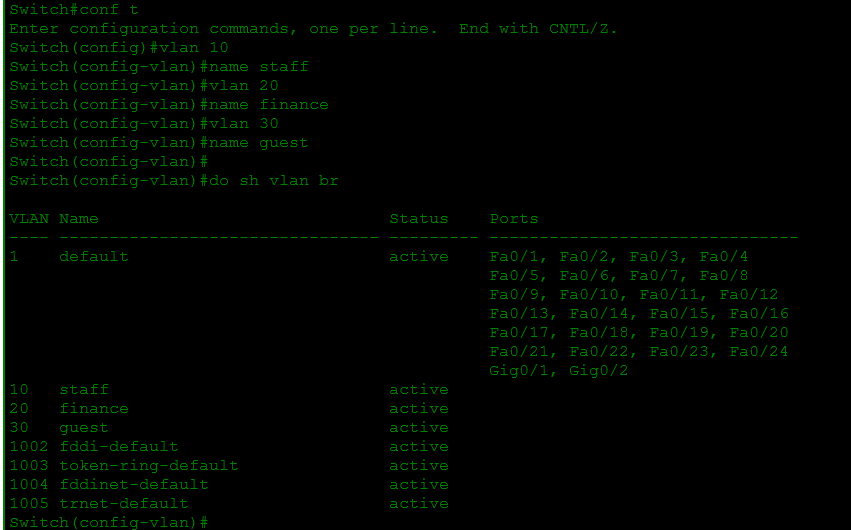 Switch#conf t
Enter configuration commands, one per line.  End with CNTL/Z.
Switch(config)#vlan 10
Switch(config-vlan)#name staff
Switch(config-vlan)#vlan 20
Switch(config-vlan)#name finance
Switch(config-vlan)#vlan 30
Switch(config-vlan)#name guest
Switch(config-vlan)#
Switch(config-vlan)#do sh vlan br

VLAN Name                             Status    Ports
---- -------------------------------- --------- -------------------------------
1    default                          active    Fa0/1, Fa0/2, Fa0/3, Fa0/4
                                                Fa0/5, Fa0/6, Fa0/7, Fa0/8
                                                Fa0/9, Fa0/10, Fa0/11, Fa0/12
                                                Fa0/13, Fa0/14, Fa0/15, Fa0/16
                                                Fa0/17, Fa0/18, Fa0/19, Fa0/20
                                                Fa0/21, Fa0/22, Fa0/23, Fa0/24
                                                Gig0/1, Gig0/2
10   staff                            active
20   finance                          active
30   guest                            active
1002 fddi-default                     active
1003 token-ring-default               active
1004 fddinet-default                  active
1005 trnet-default                    active
Switch(config-vlan)#